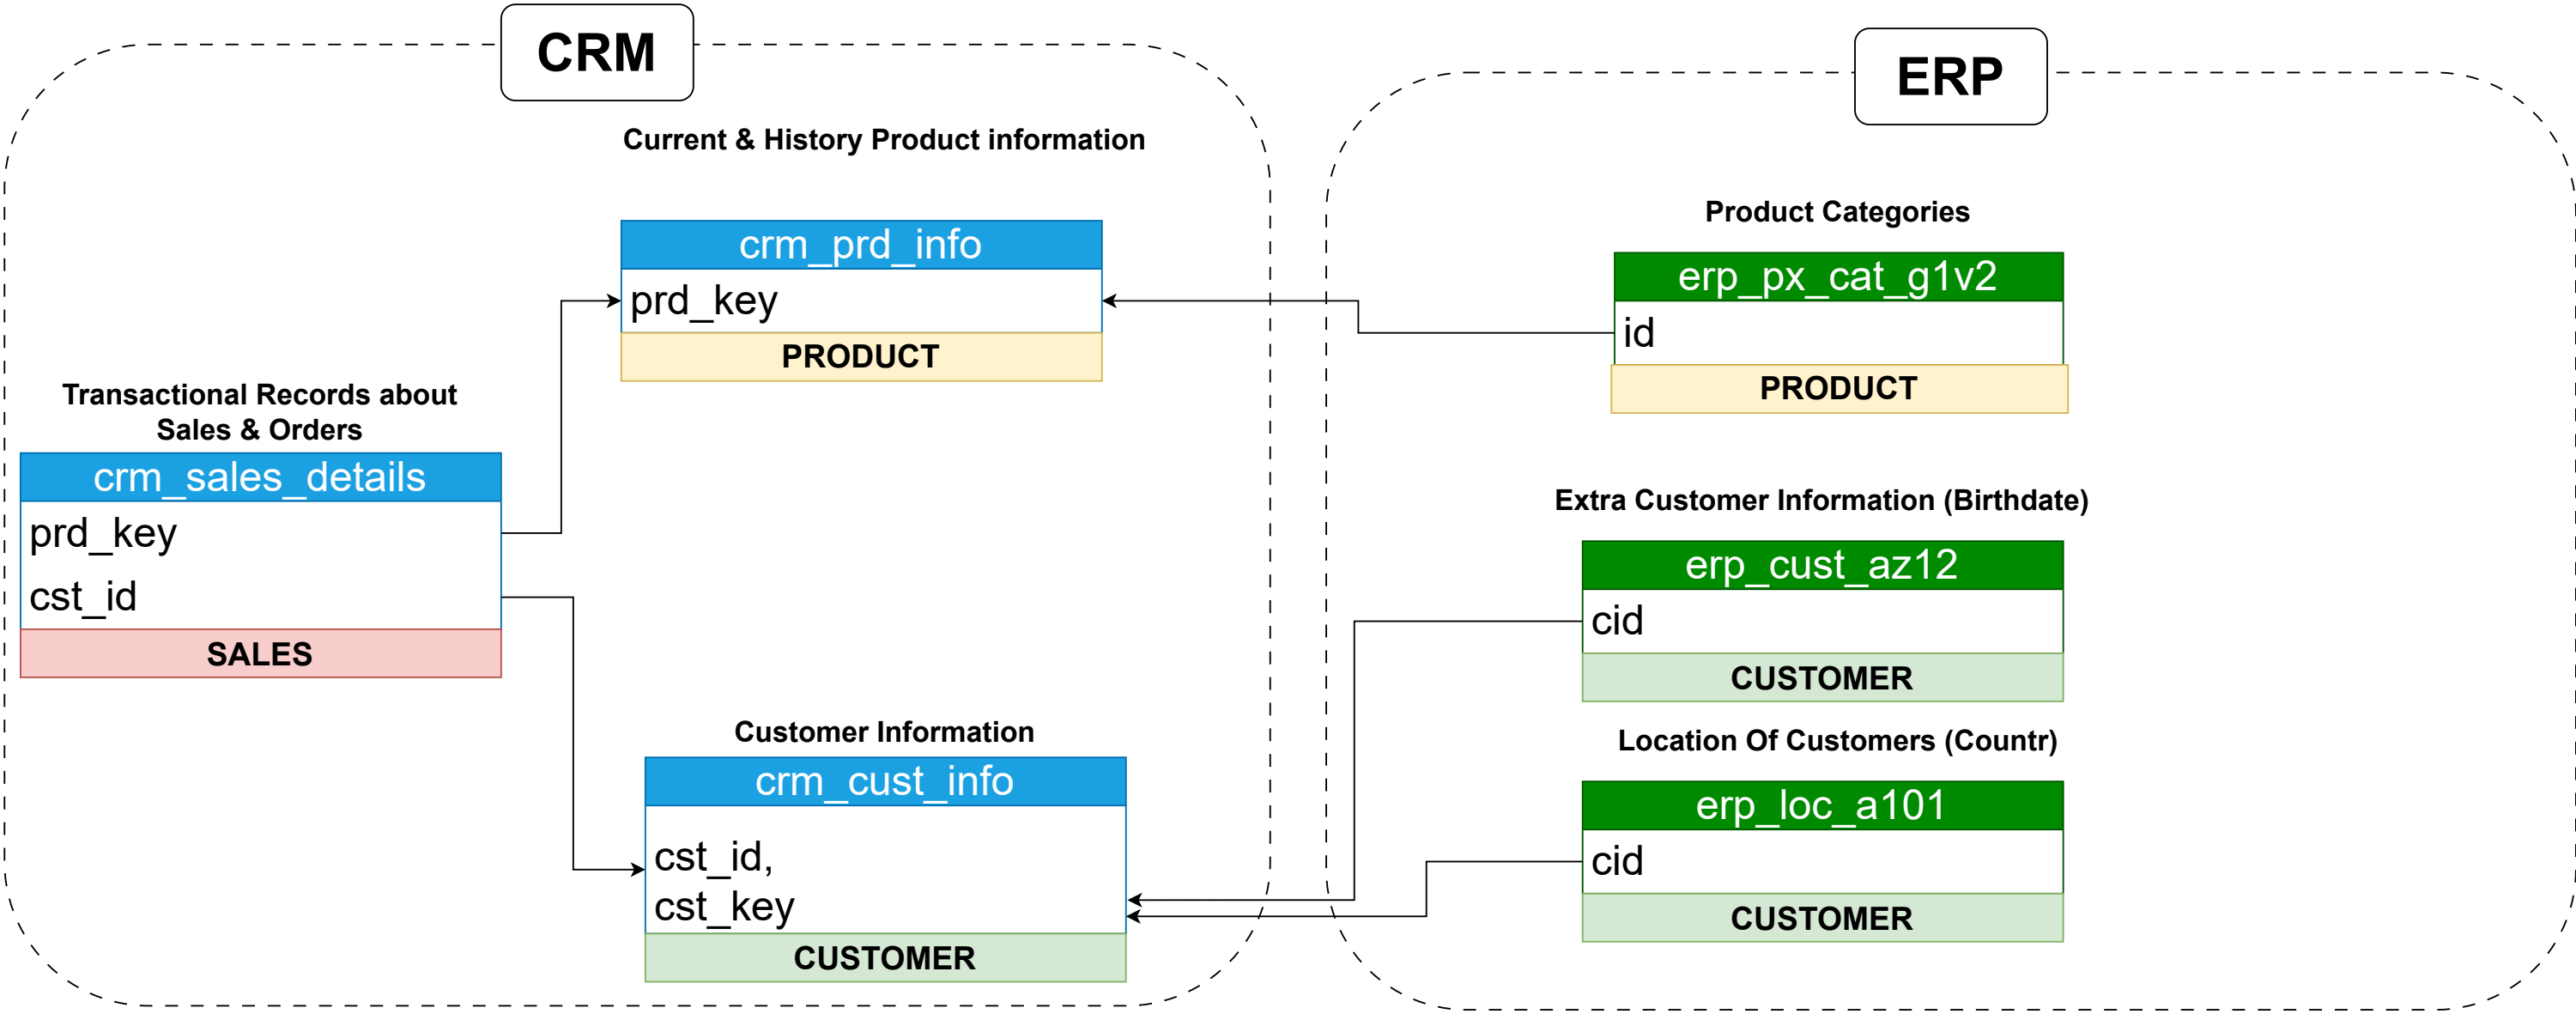 CRM
Current & History Product information
crm_prd_info
prd_key
PRODUCT
Transactional Records about
Sales & Orders
crm_sales_details
prd_key
cst_id
SALES
Customer Information
crm_cust_info
cst_id,
cst_key
CUSTOMER
ERP
Product Categories
erp_px_cat_g1v2
id
PRODUCT
Extra Customer Information (Birthdate)
erp_cust_az12
cid
CUSTOMER
Location Of Customers (Countr)
erp_loc_a101
cid
CUSTOMER